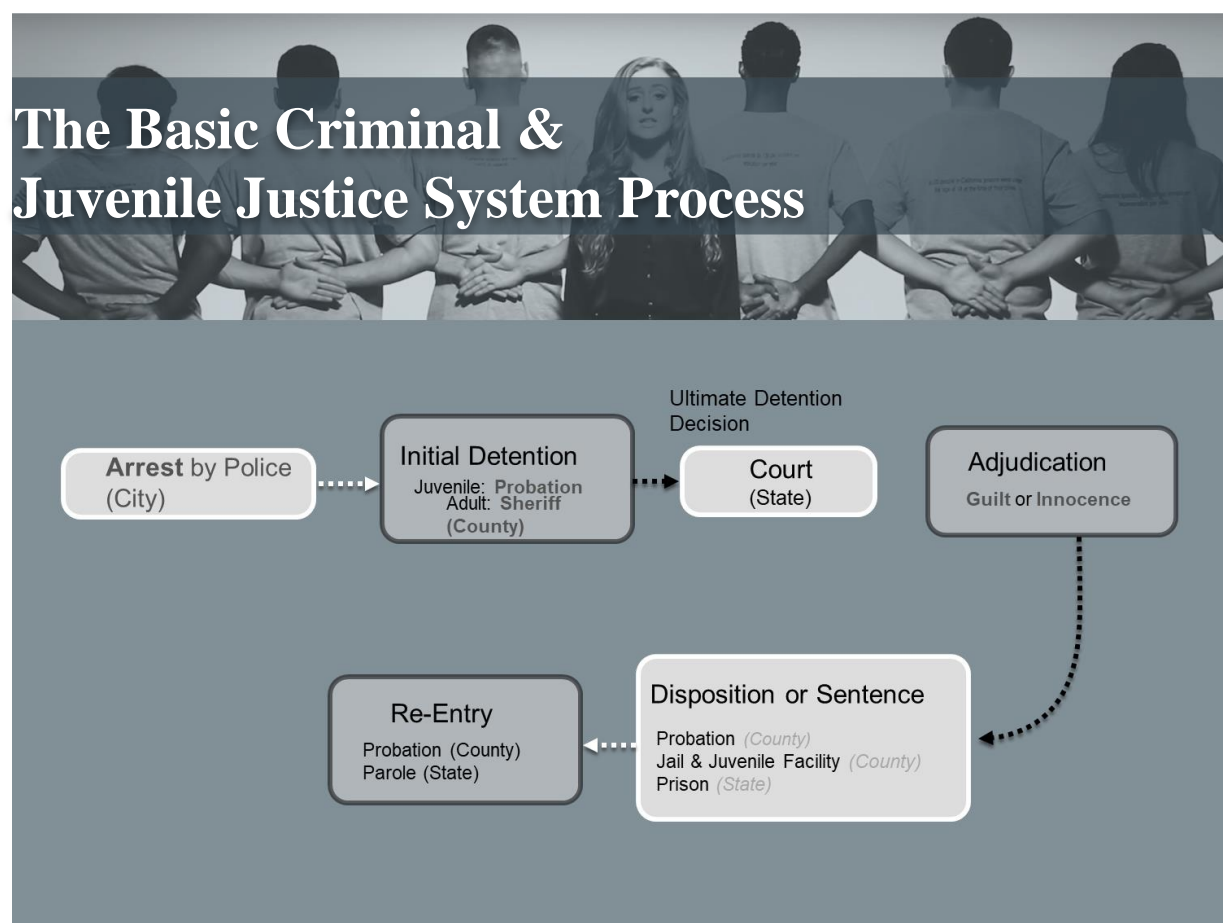 The Basic Criminal &
Juvenile Justice System Process
Ultimate Detention
Decision
Arrest by Police
(City)
Initial Detention
Juvenile: Probation
Adult: Sheriff
(County)
Court
(State)
Adjudication
Guilt or Innocence
Re-Entry
Probation (County)
Parole (State)
Disposition or Sentence
Probation (County)
Jail & Juvenile Facility (County)
Prison (State)